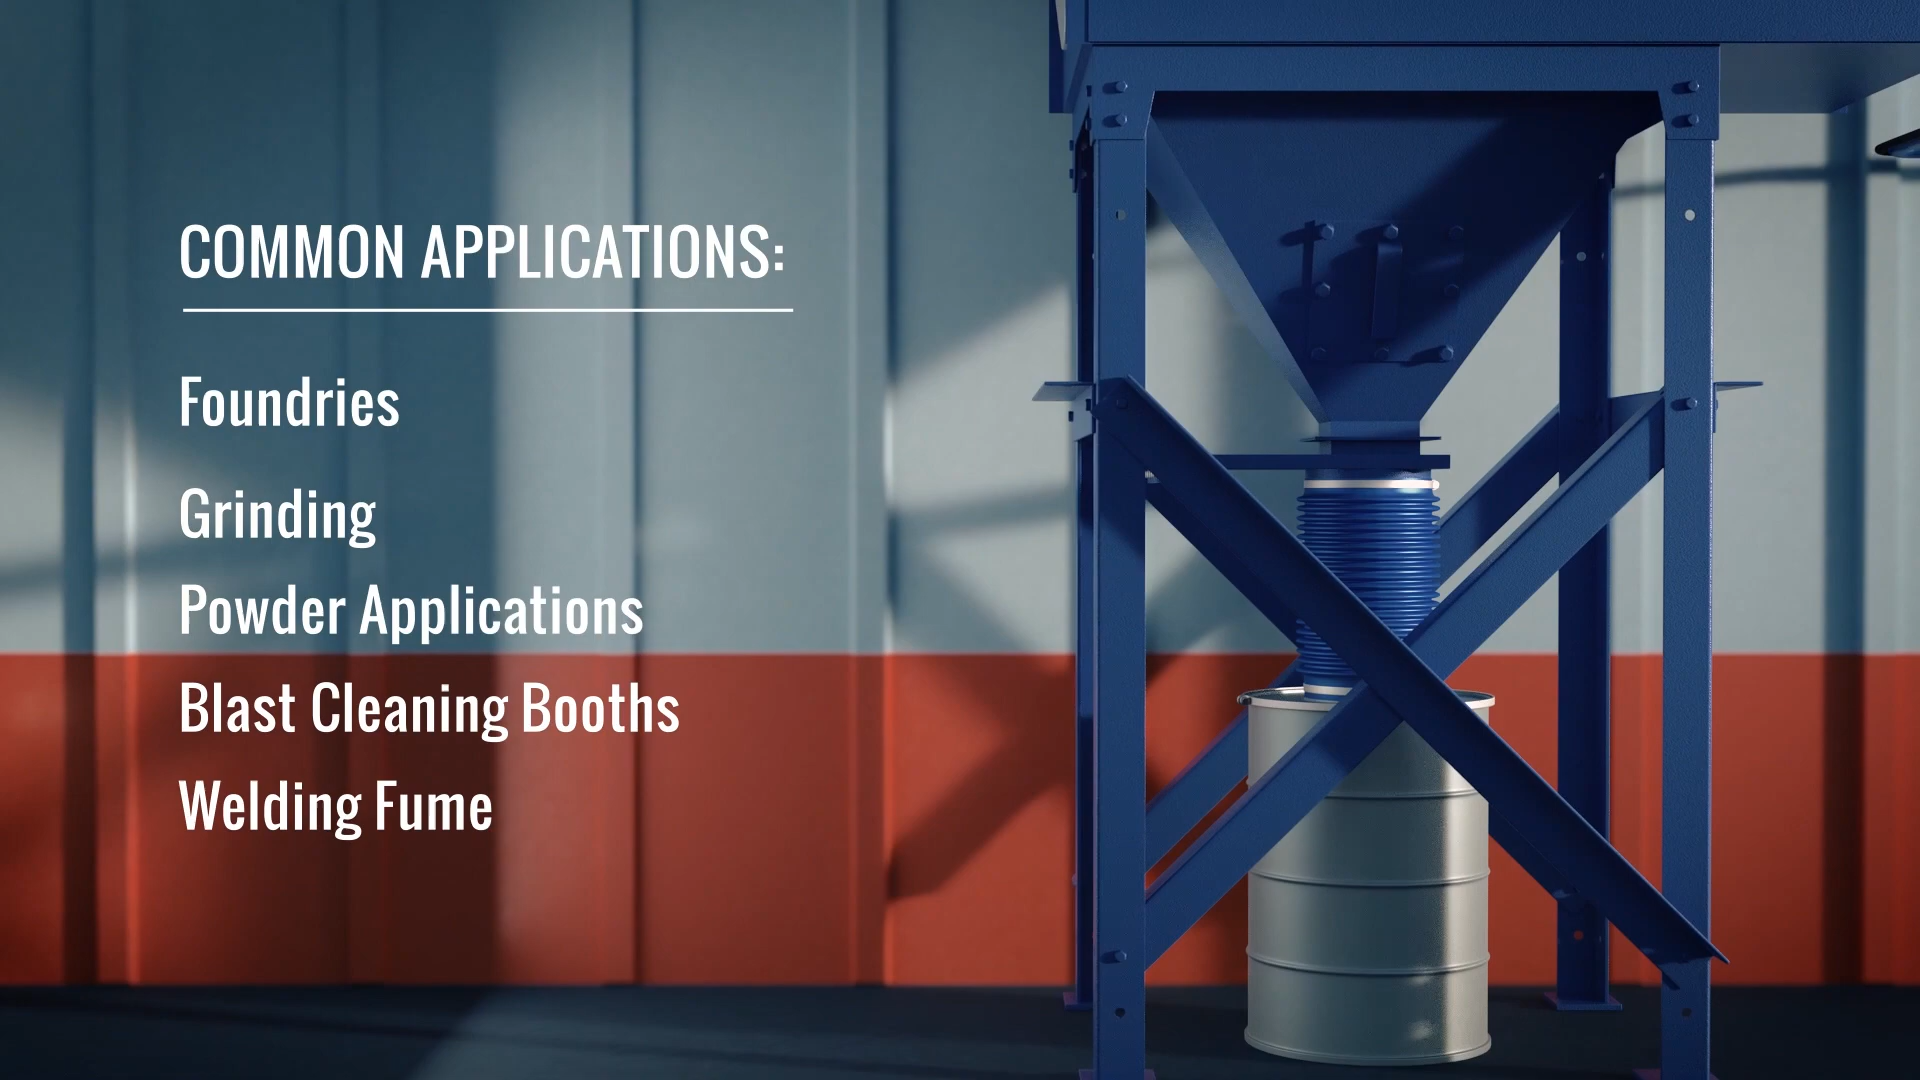 COMMON APPLICATIONS:
Foundries
Grinding
Powder Applications
Blast Cleaning Booths
Welding Fume